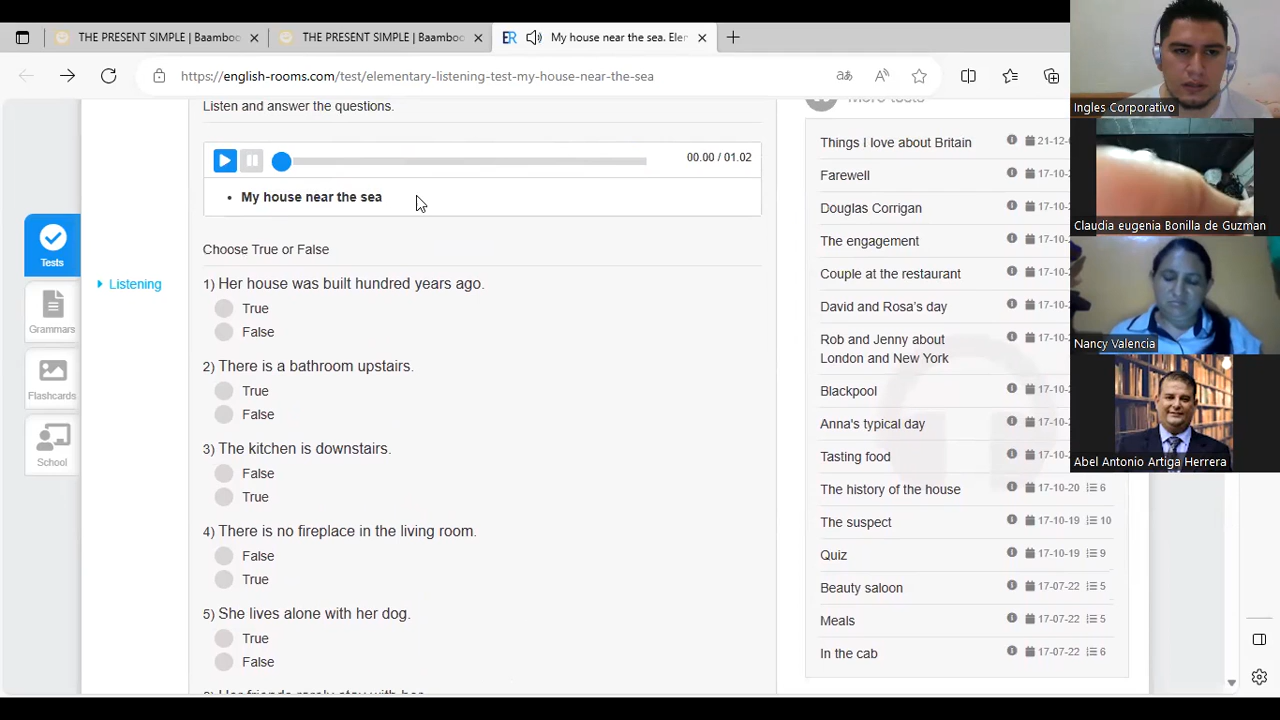 THE PRESENT SIMPLE | Baamboo
THE PRESENT SIMPLE | Baamboo
ER
My house near the sea. Ele
https://english-rooms.com/test/elementary-listening-test-my-house-near-the-sea
Listen and answer the questions.
00.00 / 01.02
• My house near the sea
Choose True or False
1) Her house was built hundred years ago.
True
False
2) There is a bathroom upstairs.
True
False
3) The kitchen is downstairs.
False
True
4) There is no fireplace in the living room.
False
True
5) She lives alone with her dog.
True
False
Tests
Grammars
Flashcards
School
Listening
More tests
Things I love about Britain 21-12-
Farewell 17-10-
Douglas Corrigan 17-10-
The engagement 17-10-
Couple at the restaurant 17-10-
David and Rosa's day 17-10-
Rob and Jenny about 17-10-
London and New York
Blackpool 17-10-
Anna's typical day 17-10-
Tasting food 17-10-
The history of the house 17-10-20 6
The suspect 17-10-19 10
Quiz 17-10-19 9
Beauty saloon 17-07-22 5
Meals 17-07-22 5
In the cab 17-07-22 6
Ingles Corporativo
Claudia eugenia Bonilla de Guzman
Nancy Valencia
Abel Antonio Artiga Herrera